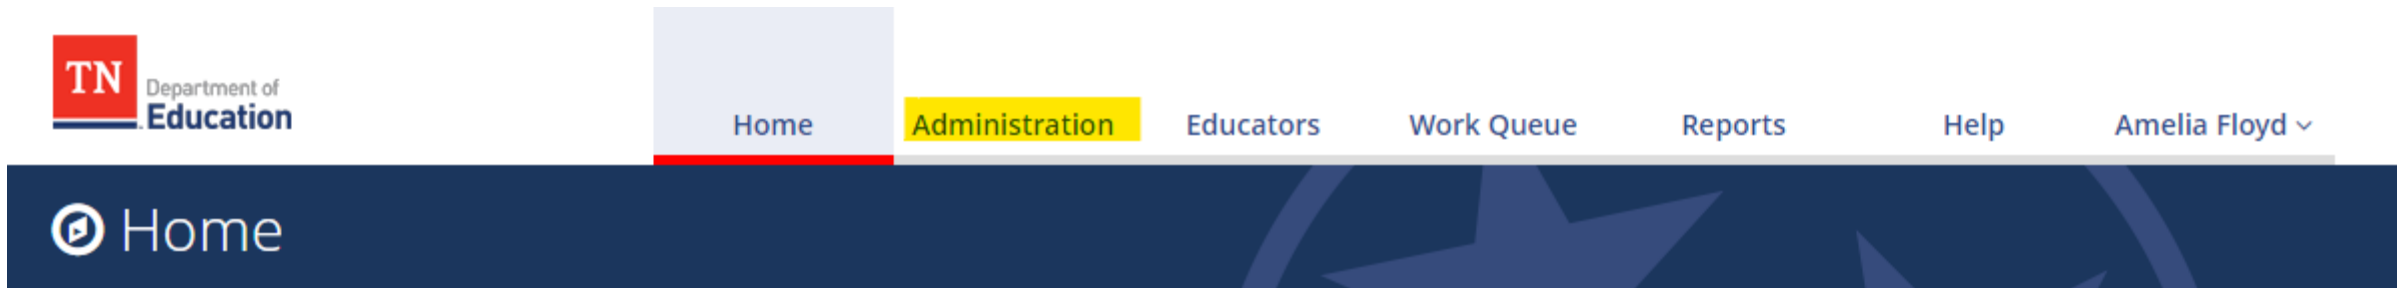 TN
Department of
Education
Home
Administration
Educators
Work Queue
Reports
Help
Amelia Floyd
Home